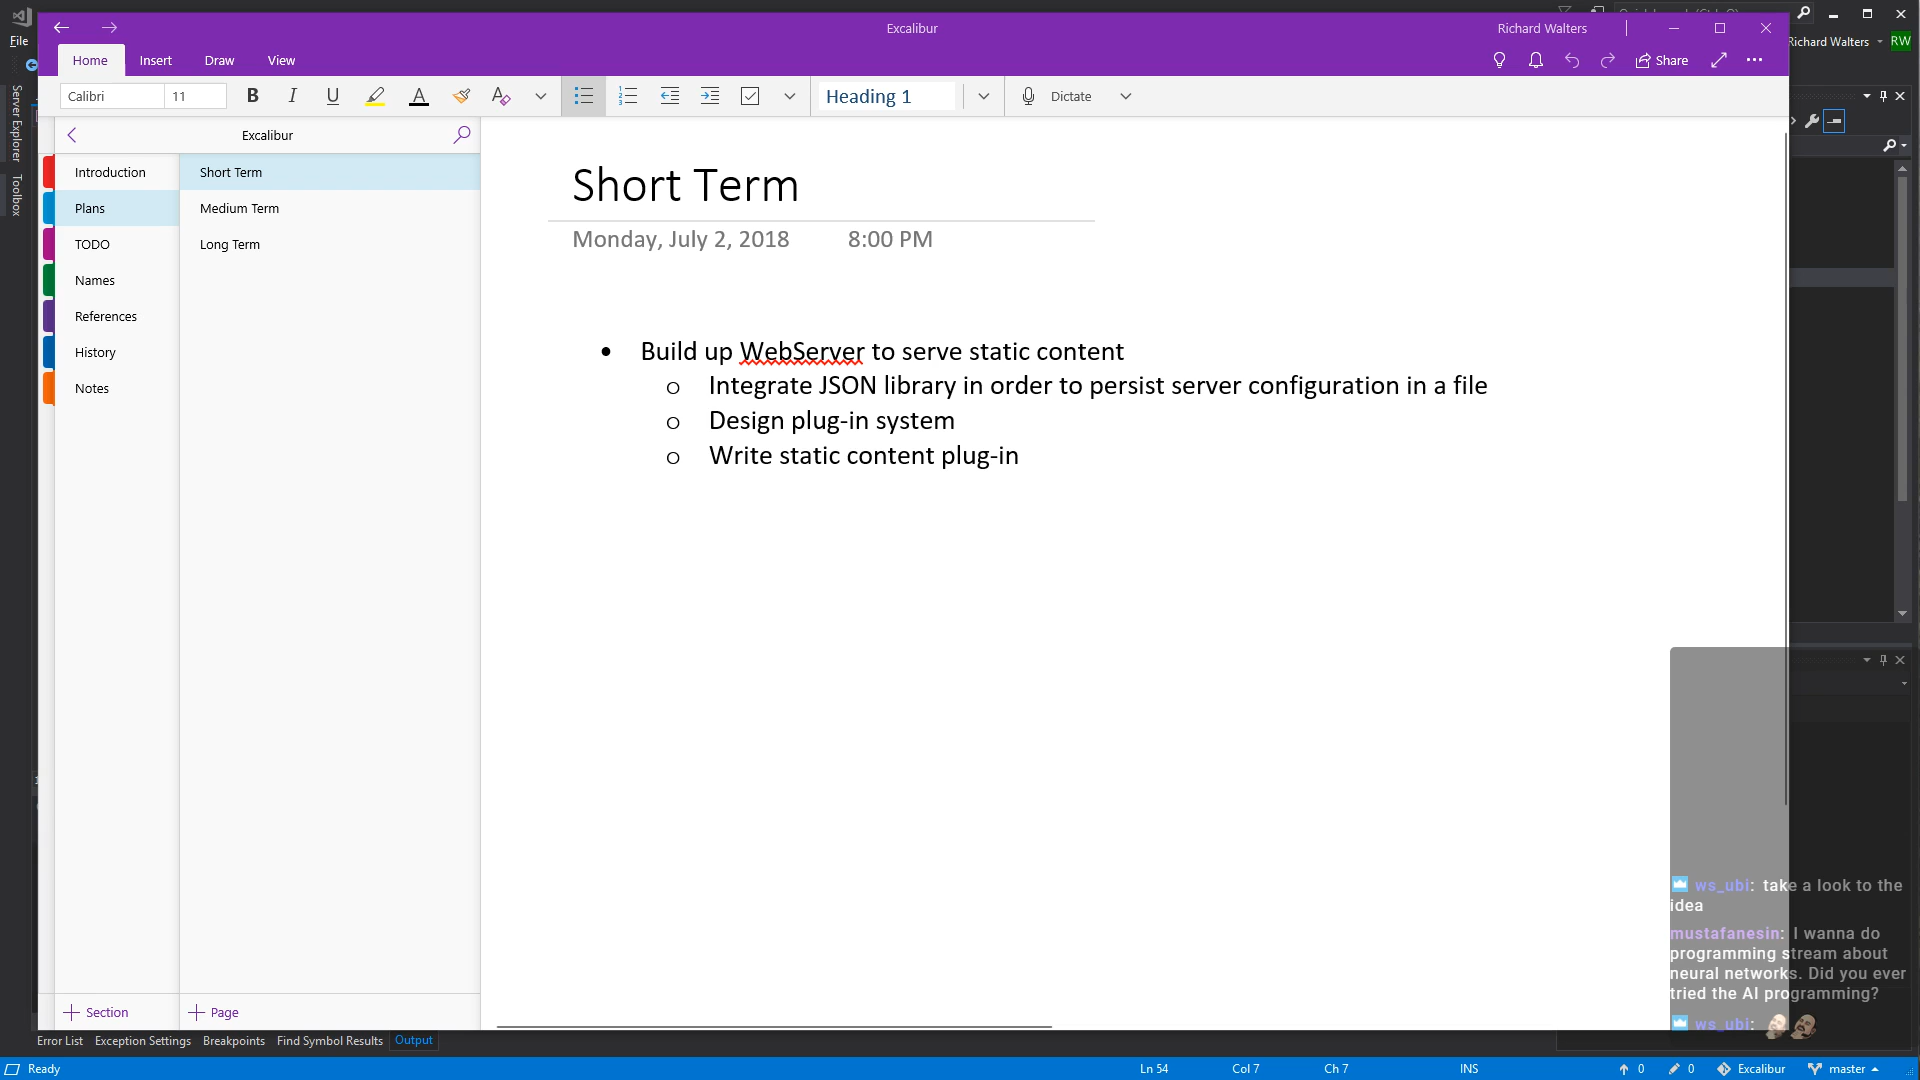 Excalibur
Richard Walters
File
Richard Walters
RW
Home
Insert
Draw
View
Share
Calibri
11
B
I
U
A
Heading 1
Dictate
Server Explorer
Toolbox
Excalibur
Introduction
Plans
TODO
Names
References
History
Notes
Short Term
Medium Term
Long Term
Short Term
Monday, July 2, 2018 8:00 PM
Build up WebServer to serve static content
Integrate JSON library in order to persist server configuration in a file
Design plug-in system
Write static content plug-in
ws_ubi: take a look to the
idea
mustafanesin: I wanna do
programming stream about
neural networks. Did you ever
tried the AI programming?
ws_ubi:
Section
Page
Error List
Exception Settings
Breakpoints
Find Symbol Results
Output
Ready
Ln 54
Col 7
Ch 7
INS
0
0
Excalibur
master